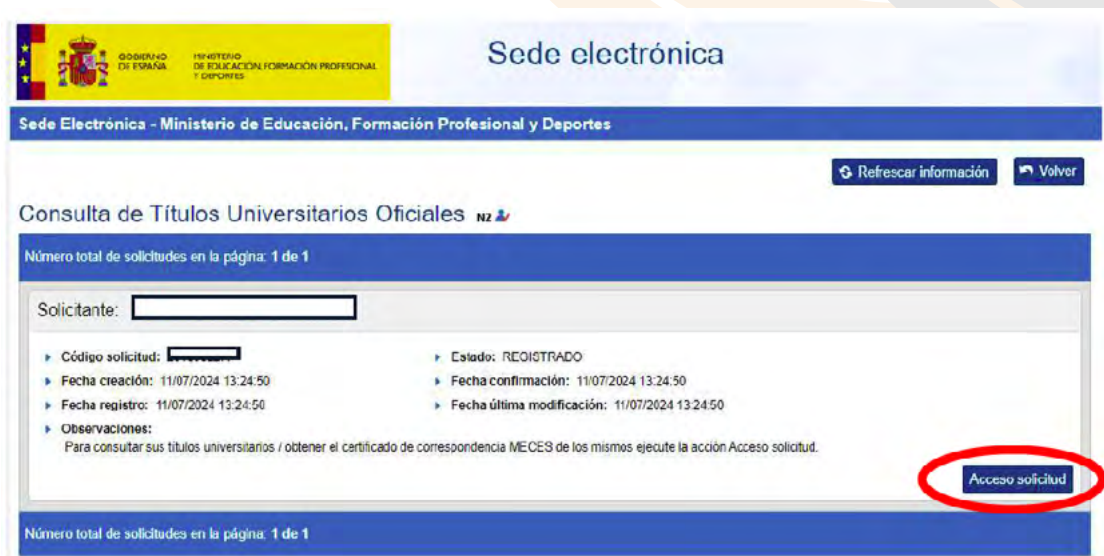 GOBIERNO DE ESPAÑA
MINISTERIO DE EDUCACIÓN, FORMACIÓN PROFESIONAL Y DEPORTES
Sede electrónica
Sede Electrónica - Ministerio de Educación, Formación Profesional y Deportes
Refrescar información
Volver
Consulta de Títulos Universitarios Oficiales N2
Número total de solicitudes en la página: 1 de 1
Solicitante:
Código solicitud:
Estado: REGISTRADO
Fecha creación: 11/07/2024 13:24:50
Fecha confirmación: 11/07/2024 13:24:50
Fecha registro: 11/07/2024 13:24:50
Fecha última modificación: 11/07/2024 13:24:50
Observaciones:
Para consultar sus títulos universitarios / obtener el certificado de correspondencia MECES de los mismos ejecute la acción Acceso solicitud.
Acceso solicitud
Número total de solicitudes en la página: 1 de 1